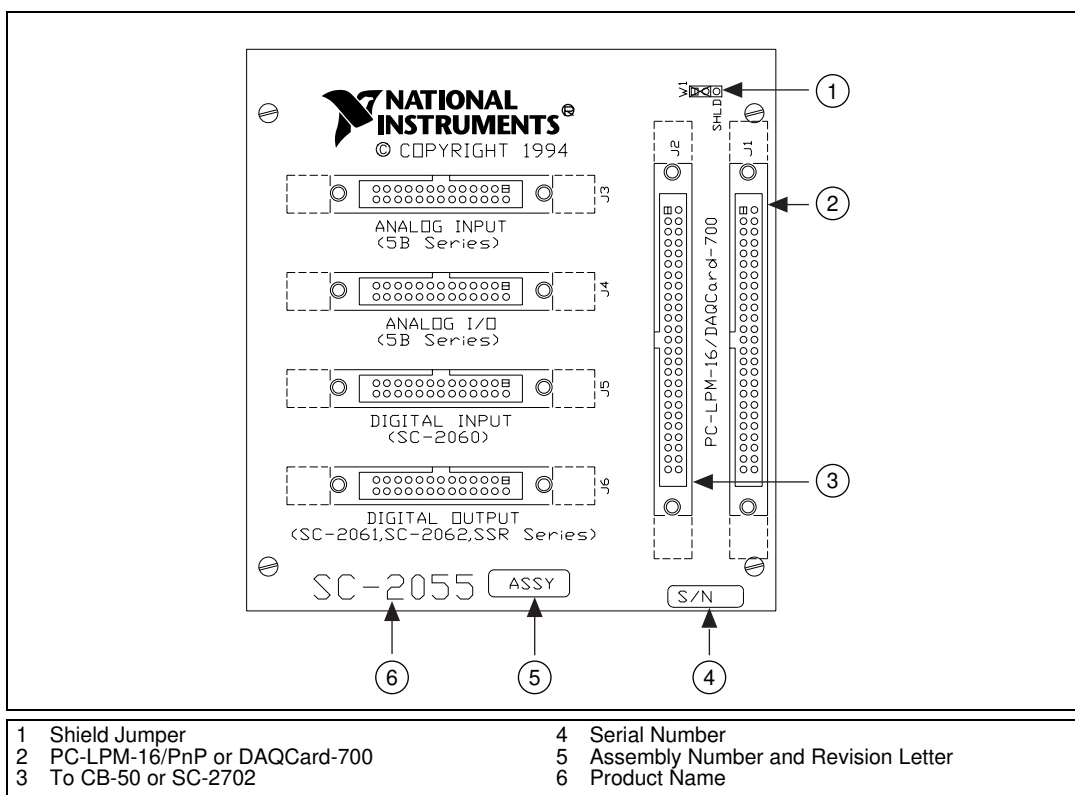 NATIONAL
INSTRUMENTS®
© COPYRIGHT 1994
W1
SHLD
1
J2
J1
2
J3
ANALOG INPUT
(5B Series)
J4
ANALOG I/O
(5B Series)
PC-LPM-16/DAQCard-700
J5
DIGITAL INPUT
(SC-2060)
3
J6
DIGITAL OUTPUT
(SC-2061,SC-2062,SSR Series)
SC-2055
ASSY
S/N
6
5
4
1 Shield Jumper
2 PC-LPM-16/PnP or DAQCard-700
3 To CB-50 or SC-2702
4 Serial Number
5 Assembly Number and Revision Letter
6 Product Name